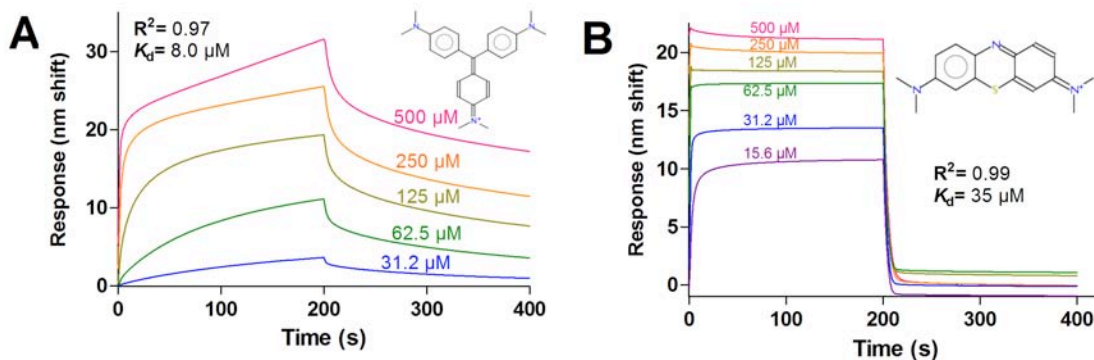 A
R²= 0.97
Kd= 8.0 µM
Response (nm shift)
30
20
10
0
500 µM
250 µM
125 µM
62.5 µM
31.2 µM
0
100
200
300
400
Time (s)
N
N
N⁺
B
Response (nm shift)
20
15
10
5
0
500 µM
250 µM
125 µM
62.5 µM
31.2 µM
15.6 µM
R²= 0.99
Kd= 35 µM
0
100
200
300
400
Time (s)
N
N
S
N⁺